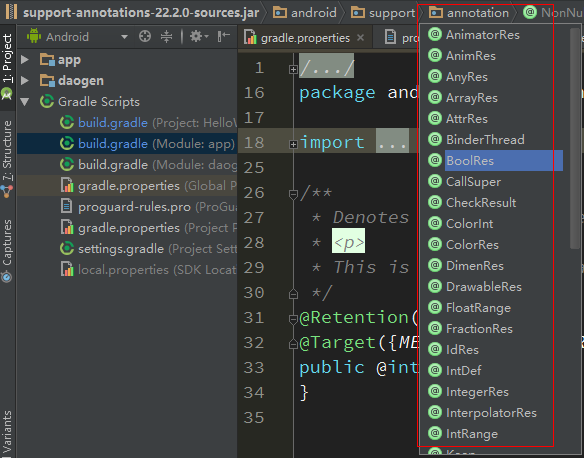 support-annotations-22.2.0-sources.jar android support annotation NonNu
1: Project
Android
gradle.properties
app
daogen
Gradle Scripts
build.gradle (Project: HelloW
build.gradle (Module: app)
build.gradle (Module: daog
gradle.properties (Global P
proguard-rules.pro (ProGua
gradle.properties (Project P
settings.gradle (Project Sett
local.properties (SDK Locat
7: Structure
Captures
Variants
1 /.../
16 package and
17
18 import ...
25
26 /**
27 * Denotes
28 * <p>
29 * This is
30 */
31 @Retention(
32 @Target({ME
33 public @int
34 }
35
AnimatorRes
AnimRes
AnyRes
ArrayRes
AttrRes
BinderThread
BoolRes
CallSuper
CheckResult
ColorInt
ColorRes
DimenRes
DrawableRes
FloatRange
FractionRes
IdRes
IntDef
IntegerRes
InterpolatorRes
IntRange